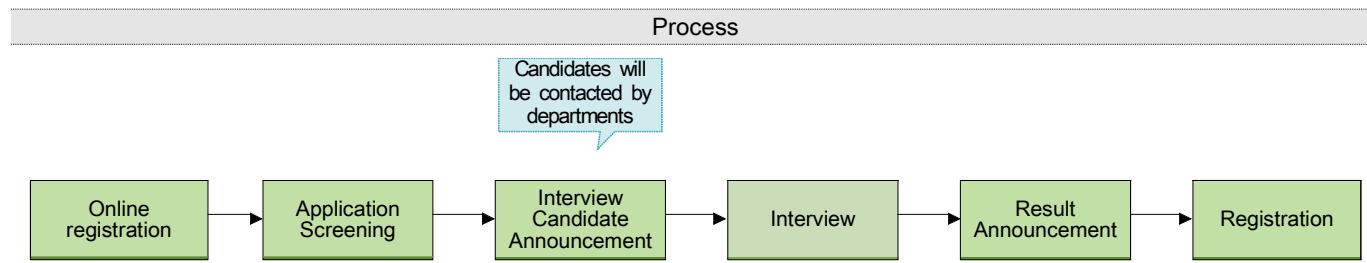 Process
Candidates will
be contacted by
departments
Online
registration
Application
Screening
Interview
Candidate
Announcement
Interview
Result
Announcement
Registration